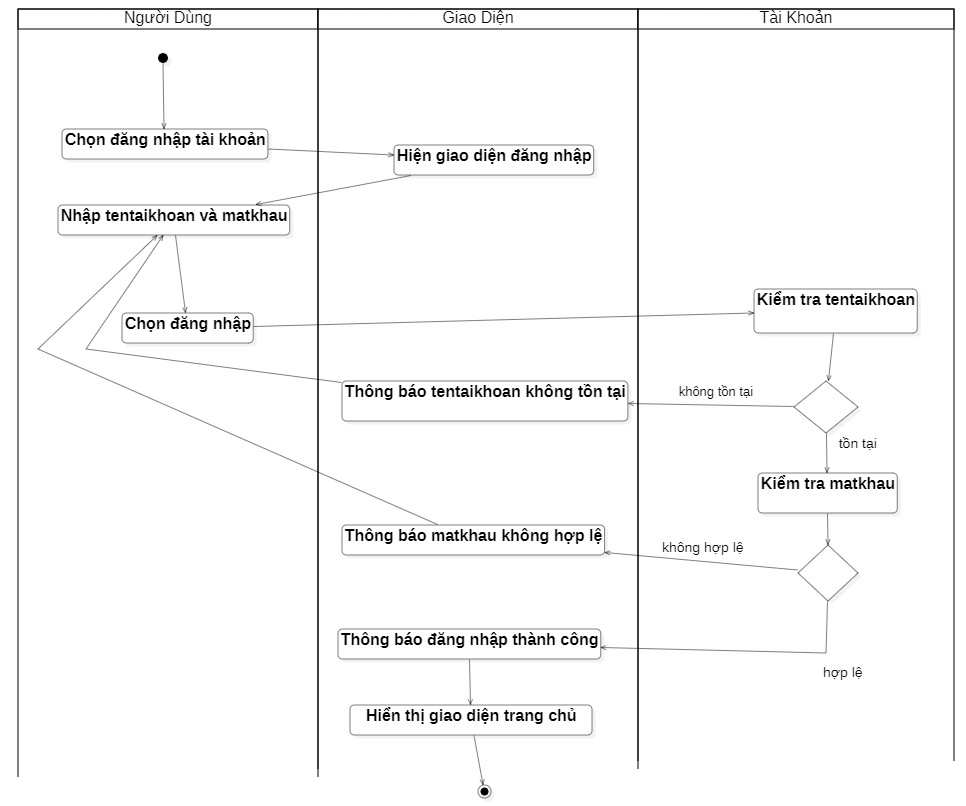 Người Dùng
Giao Diện
Tài Khoản
Chọn đăng nhập tài khoản
Hiện giao diện đăng nhập
Nhập tentaikhoan và matkhau
Kiểm tra tentaikhoan
Chọn đăng nhập
Thông báo tentaikhoan không tồn tại
không tồn tại
tồn tại
Kiểm tra matkhau
Thông báo matkhau không hợp lệ
không hợp lệ
Thông báo đăng nhập thành công
hợp lệ
Hiển thị giao diện trang chủ